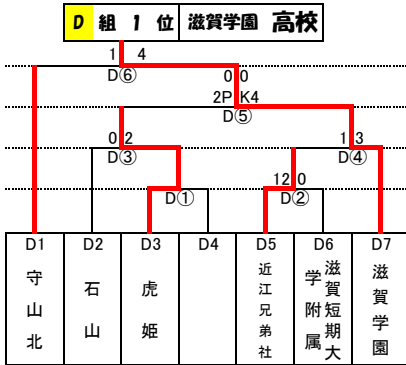 D 組 1 位 滋賀学園 高校
1 4
D⑥
0 0
2PK4
D⑤
0 2
D③
1 3
D④
D①
12 0
D②
D1 D2 D3 D4 D5 D6 D7
守山北
石山
虎姫
近江兄弟社
滋賀短期大
学附属
滋賀学園